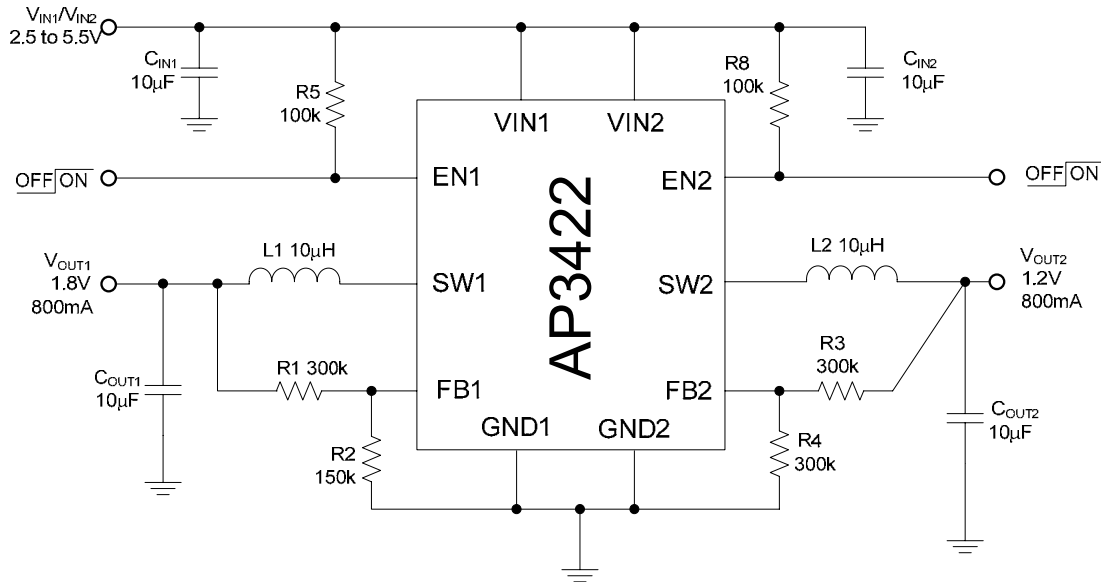 VIN1/VIN2
2.5 to 5.5V
CIN1
10μF
R5
100k
VIN1
VIN2
R8
100k
CIN2
10μF
OFF ON
EN1
EN2
OFF ON
AP3422
VOUT1
1.8V
800mA
L1 10μH
SW1
SW2
L2 10μH
VOUT2
1.2V
800mA
COUT1
10μF
R1 300k
FB1
FB2
R3
300k
R2
150k
GND1
GND2
R4
300k
COUT2
10μF